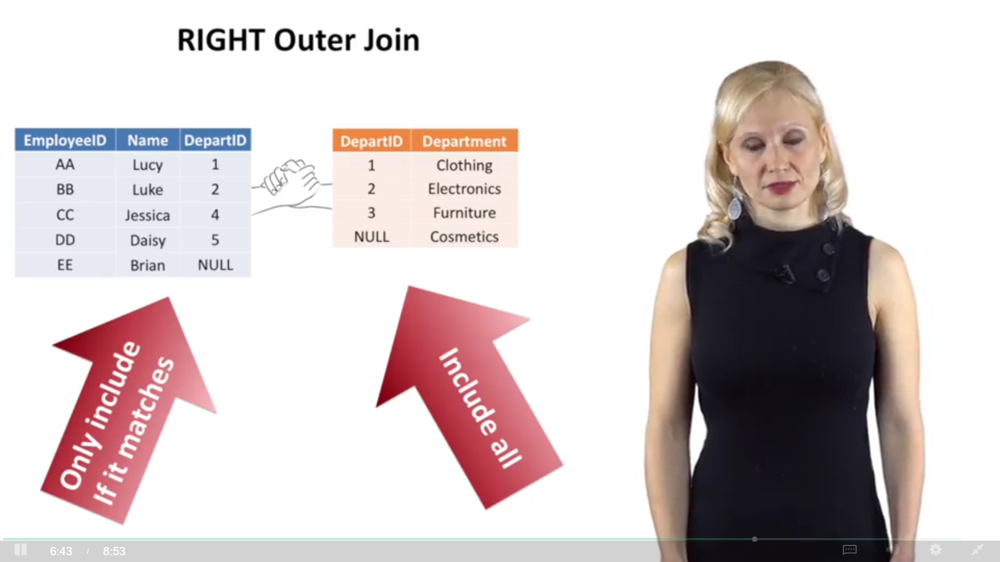 RIGHT Outer Join
EmployeeID Name DepartID
AA Lucy 1
BB Luke 2
CC Jessica 4
DD Daisy 5
EE Brian NULL
DepartID Department
1 Clothing
2 Electronics
3 Furniture
NULL Cosmetics
Only include
If it matches
Include all
6:43 / 8:53